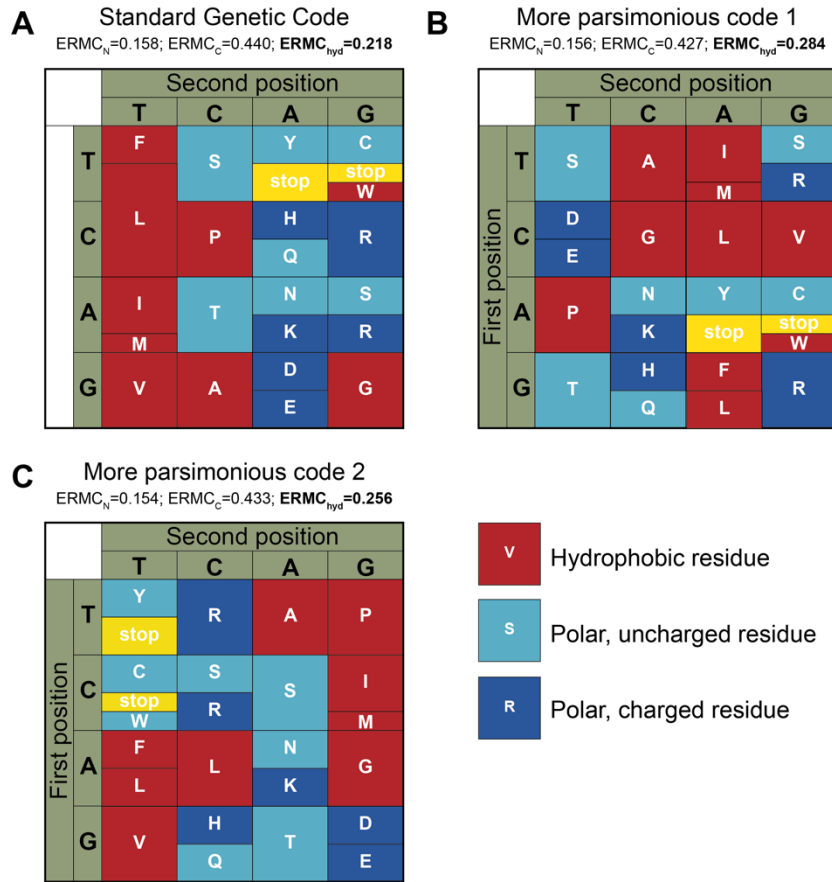 A
Standard Genetic Code
ERMC_N=0.158; ERMC_C=0.440; ERMC_hyd=0.218
Second position
T C A G
T F S Y C
stop stop
W
L
C P H R
Q
A I T N S
M K R
G V A D G
E
B
More parsimonious code 1
ERMC_N=0.156; ERMC_C=0.427; ERMC_hyd=0.284
Second position
T C A G
First position
T S A I S
M R
C D G L V
E
A P N Y C
K stop stop
W
G T H F R
Q L
C
More parsimonious code 2
ERMC_N=0.154; ERMC_C=0.433; ERMC_hyd=0.256
Second position
T C A G
First position
T Y R A P
stop
C C S S I
stop R
W M
A F L N G
L K
G V H T D
Q E
V Hydrophobic residue
S Polar, uncharged residue
R Polar, charged residue